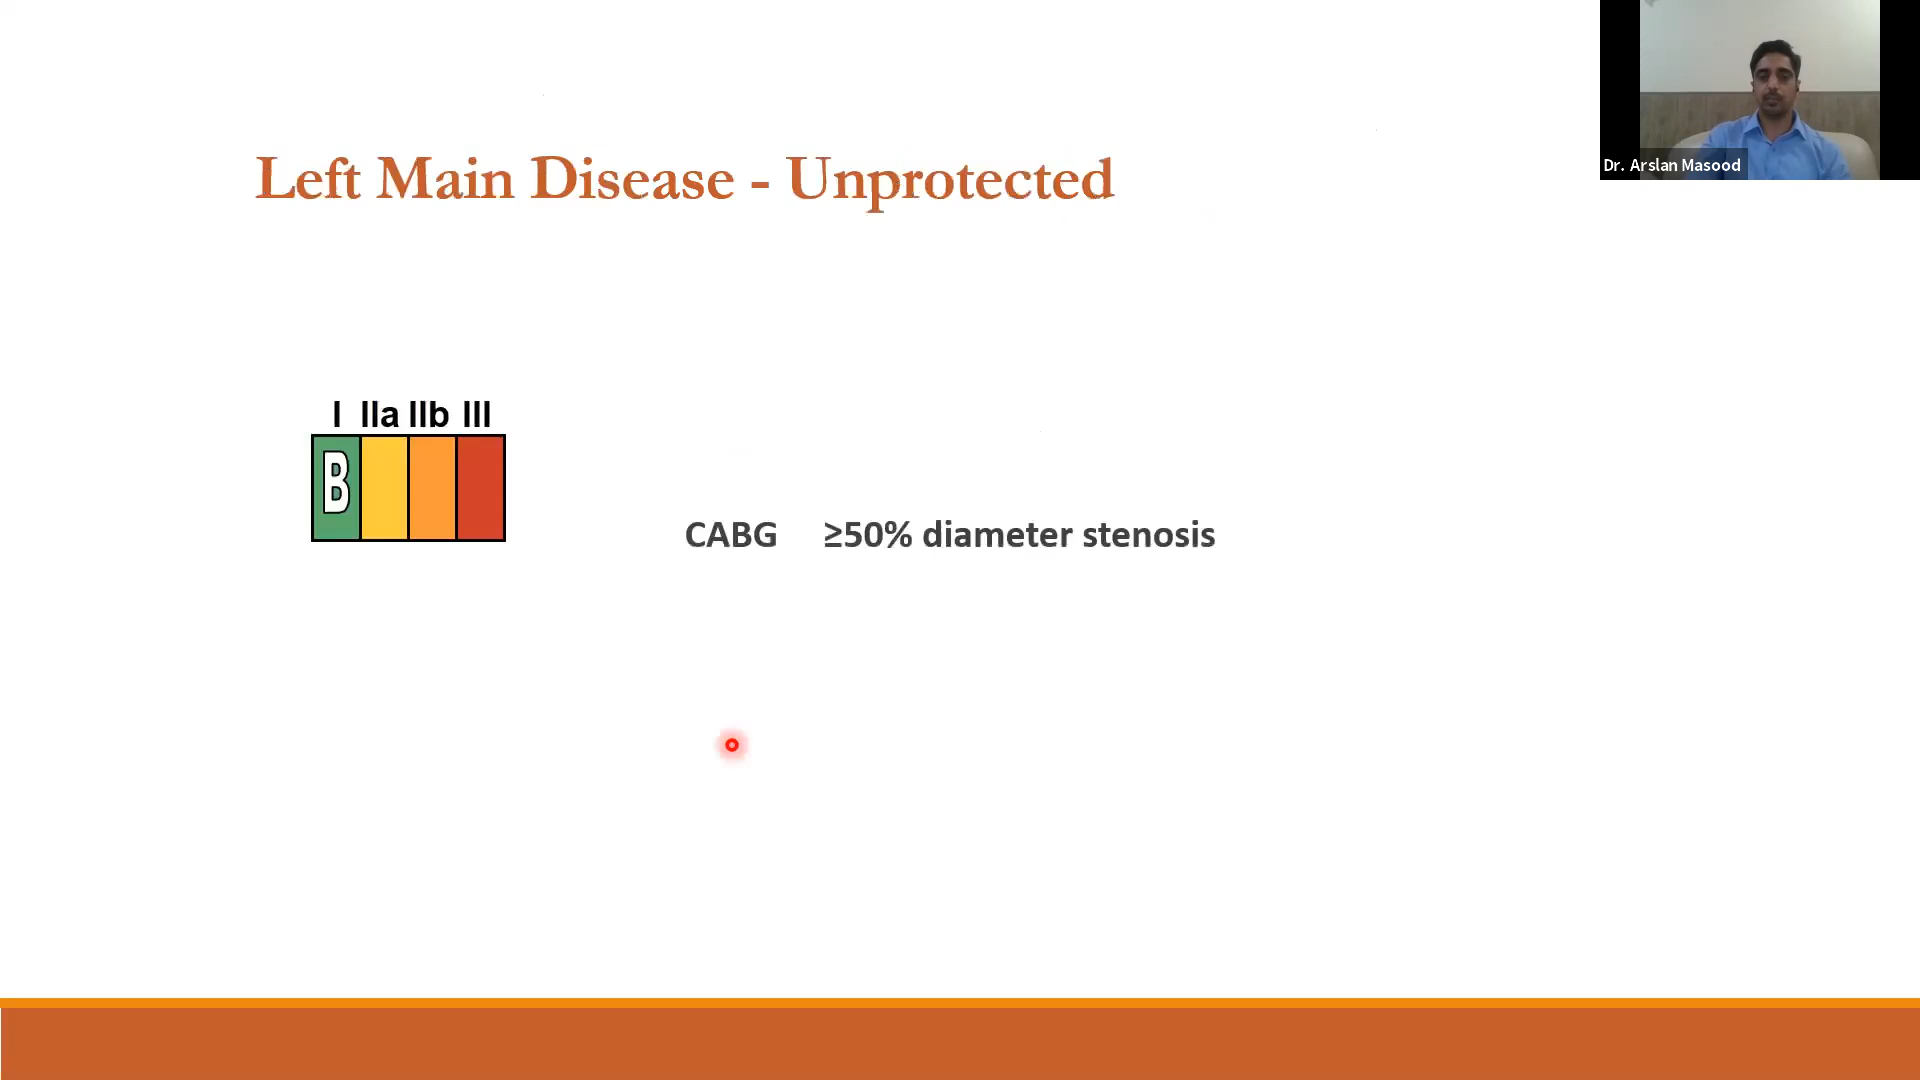 Dr. Arslan Masood
Left Main Disease - Unprotected
I IIa IIb III
B
CABG ≥50% diameter stenosis